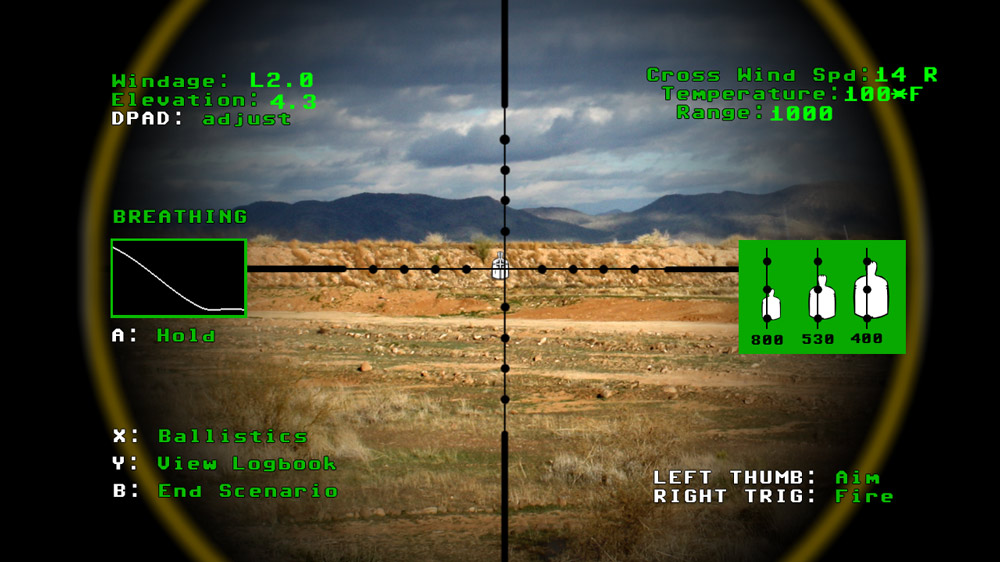 Windage: L2.0
Elevation: 4.3
DPAD: adjust
Cross Wind Spd:14 R
Temperature:100*F
Range:1000
BREATHING
A: Hold
800 530 400
X: Ballistics
Y: View Logbook
B: End Scenario
LEFT THUMB: Aim
RIGHT TRIG: Fire